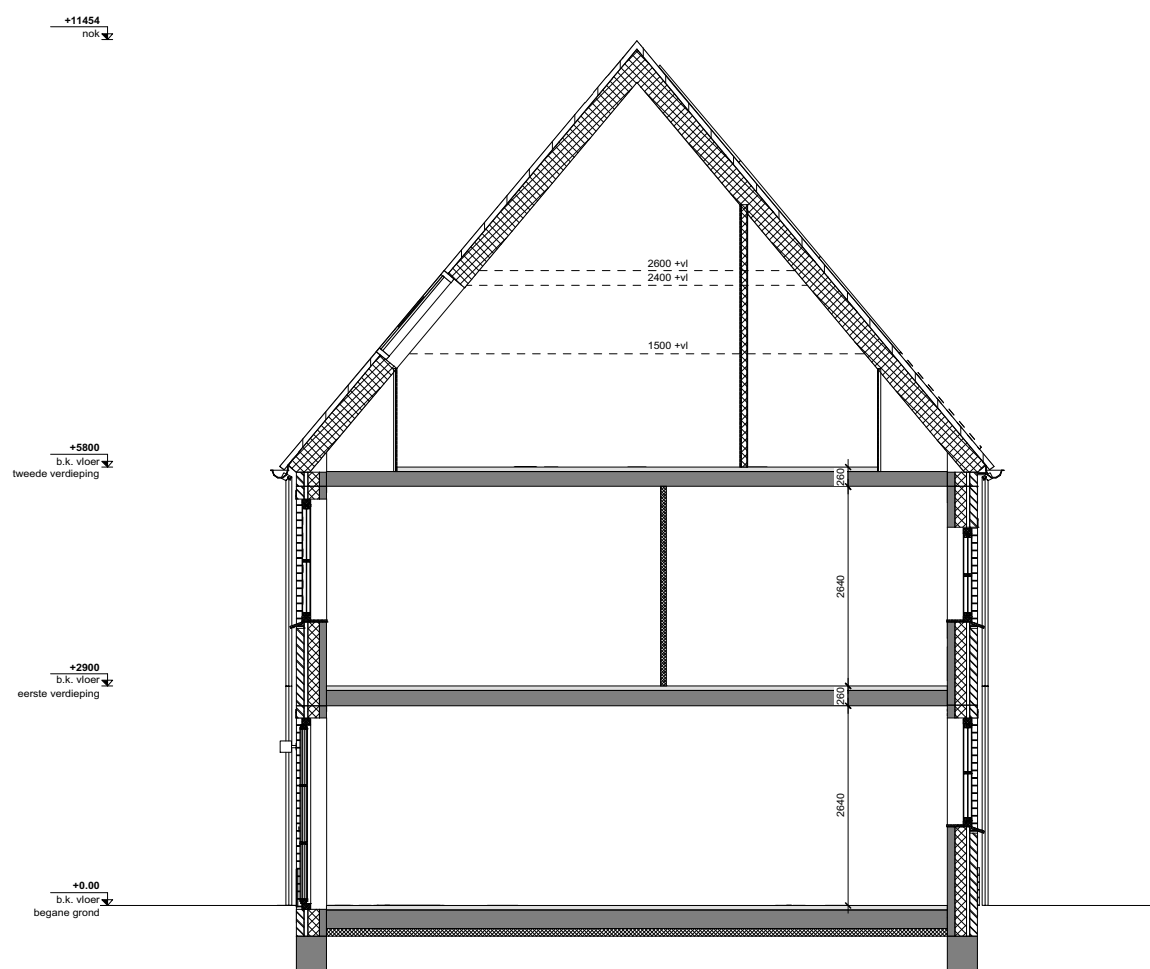 +11454
nok
2600 +vl
2400 +vl
1500 +vl
+5800
b.k. vloer
tweede verdieping
260
2640
+2900
b.k. vloer
eerste verdieping
260
2640
+0.00
b.k. vloer
begane grond